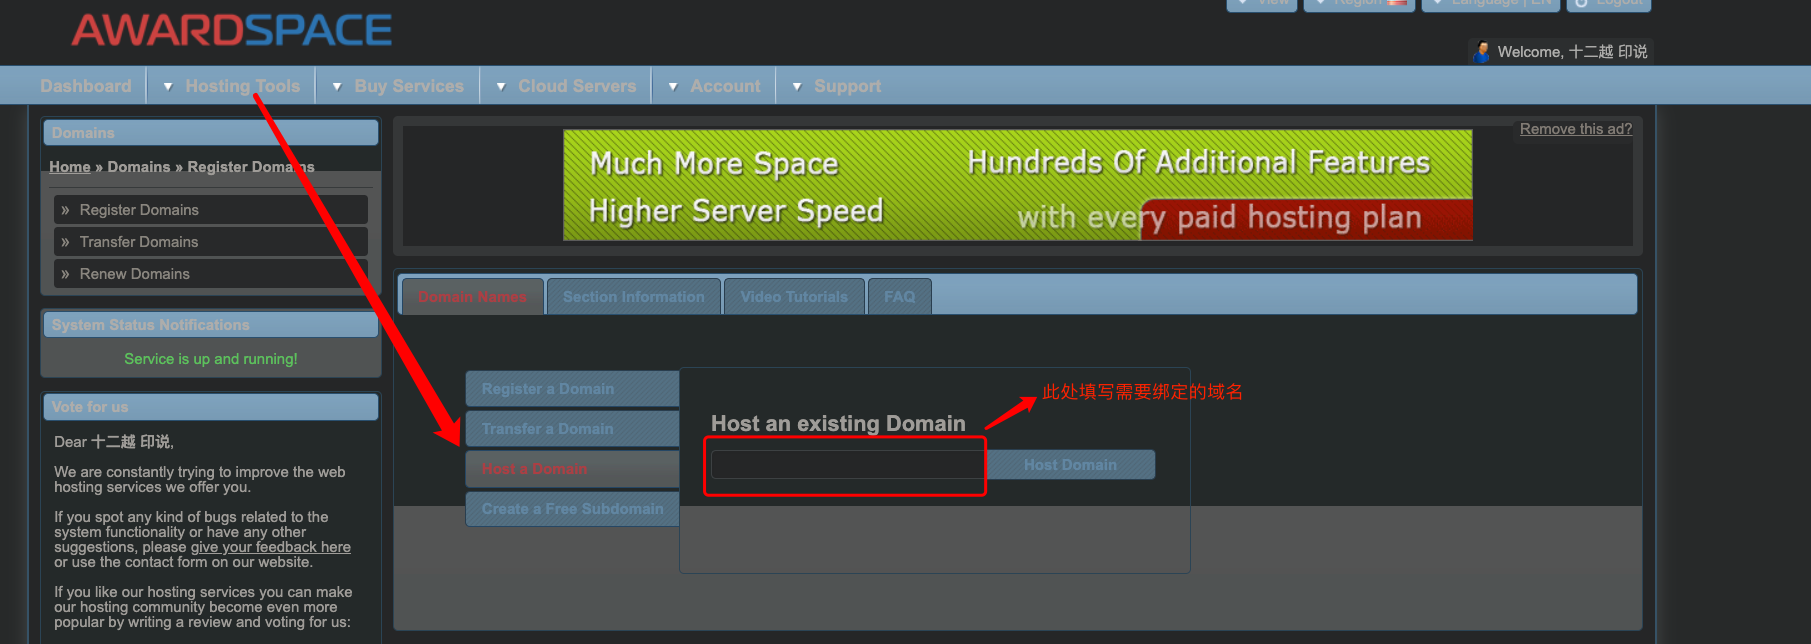 View
Region
Language | EN
Logout
AWARDSPACE
Welcome, 十二越 印说
Dashboard
Hosting Tools
Buy Services
Cloud Servers
Account
Support
Domains
Home » Domains » Register Domains
» Register Domains
» Transfer Domains
» Renew Domains
System Status Notifications
Service is up and running!
Vote for us
Dear 十二越 印说,
We are constantly trying to improve the web
hosting services we offer you.
If you spot any kind of bugs related to the
system functionality or have any other
suggestions, please give your feedback here
or use the contact form on our website.
If you like our hosting services you can make
our hosting community become even more
popular by writing a review and voting for us:
Remove this ad?
Much More Space
Hundreds Of Additional Features
Higher Server Speed
with every paid hosting plan
Domain Names
Section Information
Video Tutorials
FAQ
Register a Domain
Transfer a Domain
Host a Domain
Create a Free Subdomain
此处填写需要绑定的域名
Host an existing Domain
Host Domain